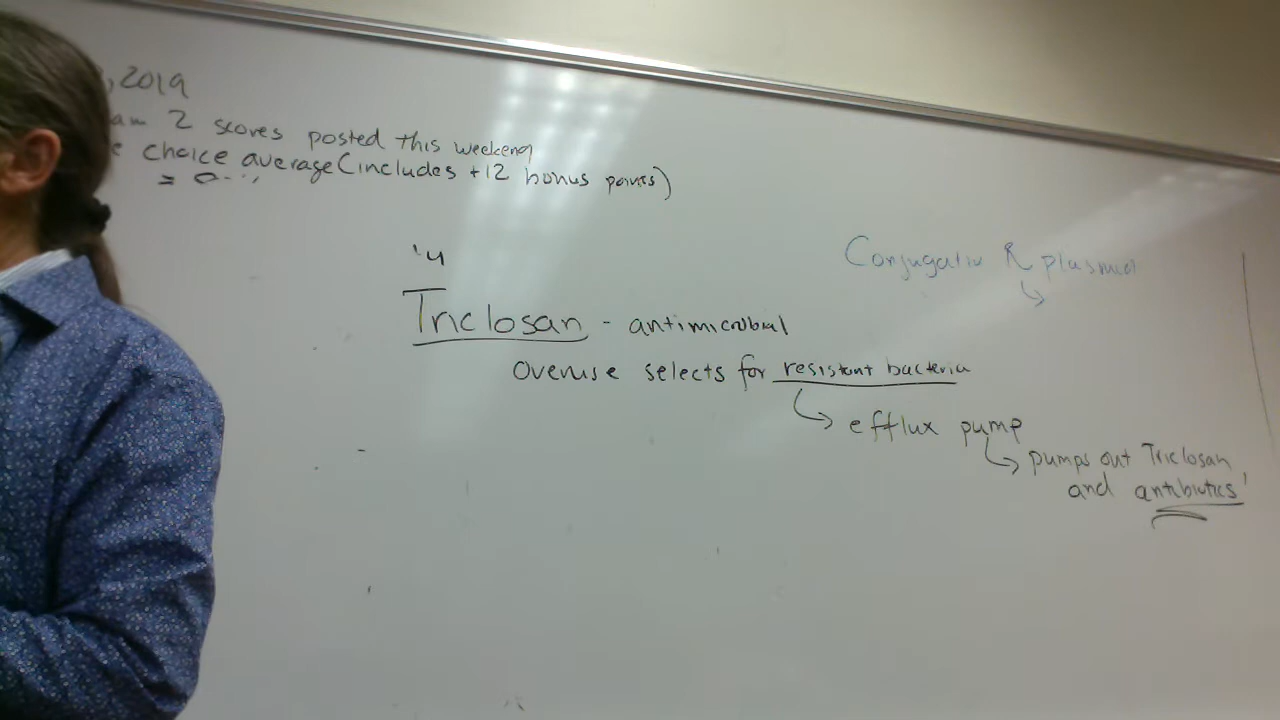 , 2019
am 2 scores posted this weekend
e choice average (includes +12 bonus points)
Conjugativ R plasmid
Triclosan - antimicrobial
overuse selects for resistant bacteria
efflux pump
pumps out Triclosan
and antibiotics!